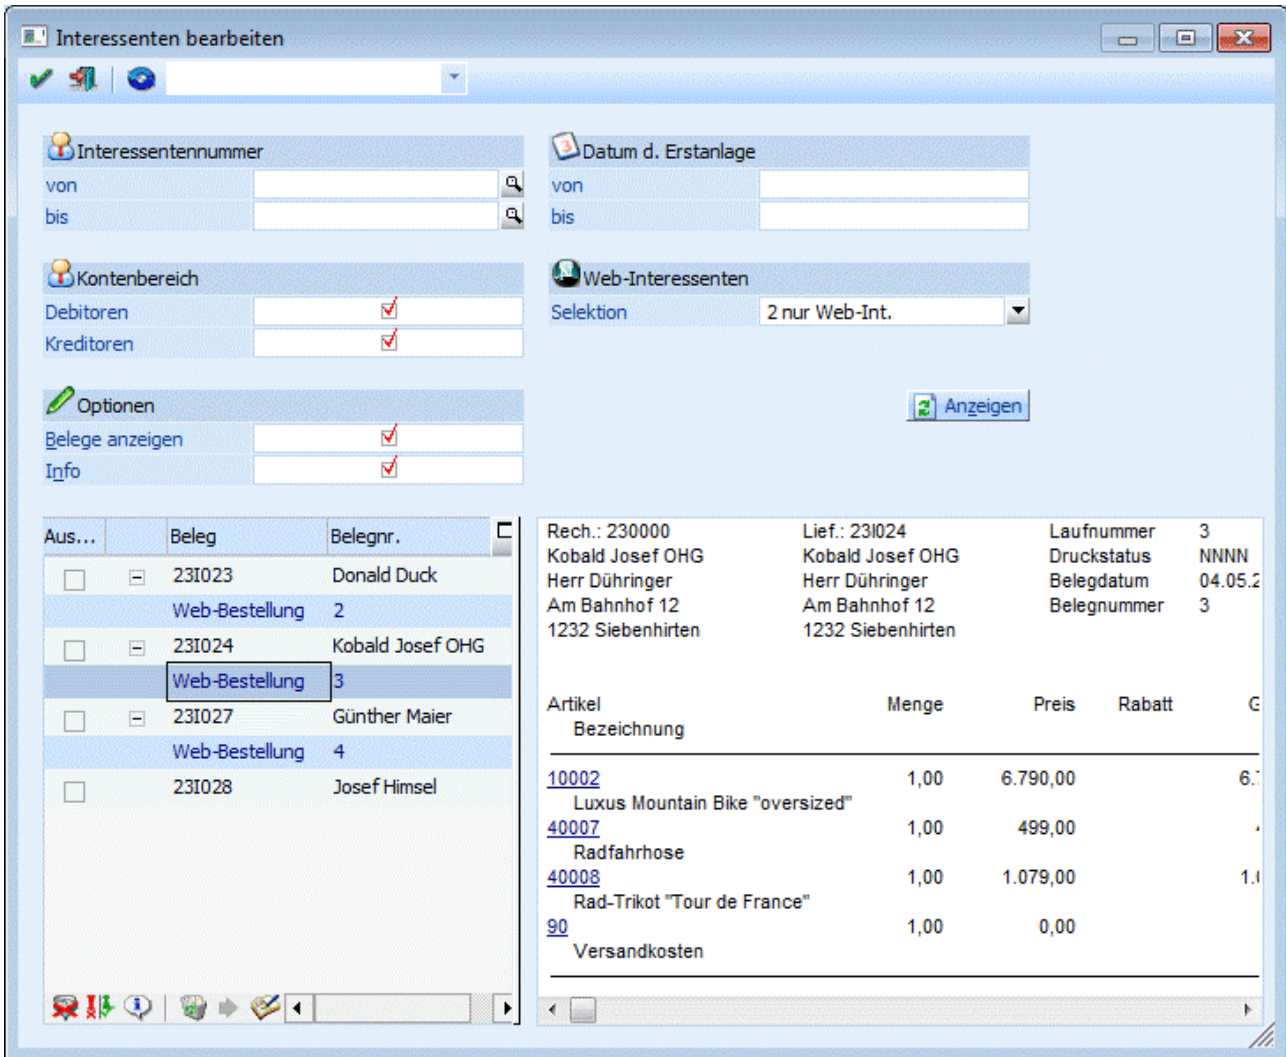 Interessenten bearbeiten
Interessentennummer
von
bis
Datum d. Erstanlage
von
bis
Kontenbereich
Debitoren
Kreditoren
Web-Interessenten
Selektion 2 nur Web-Int.
Optionen
Belege anzeigen
Info
Anzeigen
Aus... Beleg Belegnr.
23I023 Donald Duck
Web-Bestellung 2
23I024 Kobald Josef OHG
Web-Bestellung 3
23I027 Günther Maier
Web-Bestellung 4
23I028 Josef Himsel
Rech.: 230000 Lief.: 23I024 Laufnummer 3
Kobald Josef OHG Kobald Josef OHG Druckstatus NNNN
Herr Dühringer Herr Dühringer Belegdatum 04.05.2
Am Bahnhof 12 Am Bahnhof 12 Belegnummer 3
1232 Siebenhirten 1232 Siebenhirten
Artikel Menge Preis Rabatt
Bezeichnung
10002 1,00 6.790,00
Luxus Mountain Bike "oversized"
40007 1,00 499,00
Radfahrhose
40008 1,00 1.079,00
Rad-Trikot "Tour de France"
90 1,00 0,00
Versandkosten